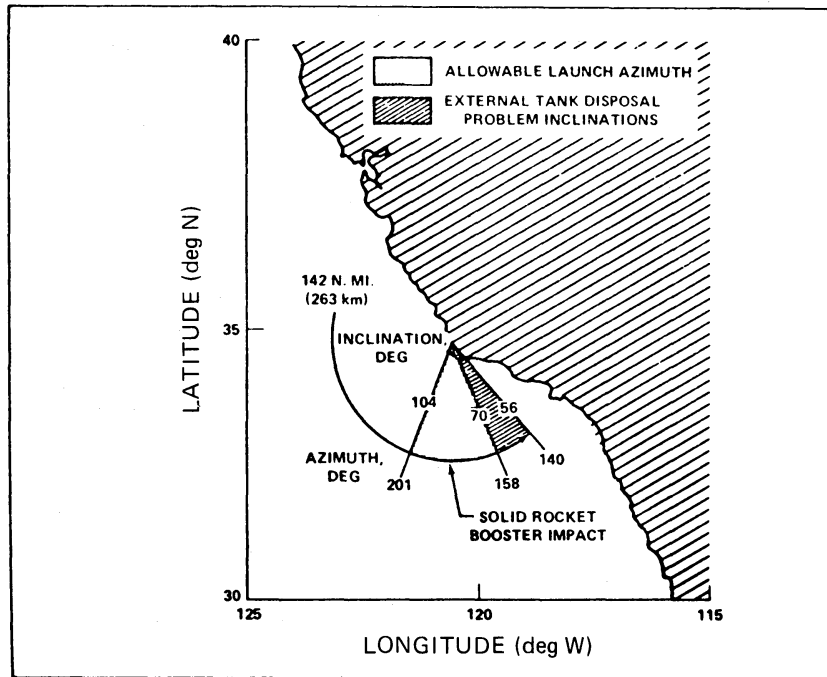 40
ALLOWABLE LAUNCH AZIMUTH
EXTERNAL TANK DISPOSAL
PROBLEM INCLINATIONS
LATITUDE (deg N)
142 N. MI.
(263 km)
35
INCLINATION,
DEG
104
70
56
AZIMUTH,
DEG
201
158
140
SOLID ROCKET
BOOSTER IMPACT
30
125
120
115
LONGITUDE (deg W)